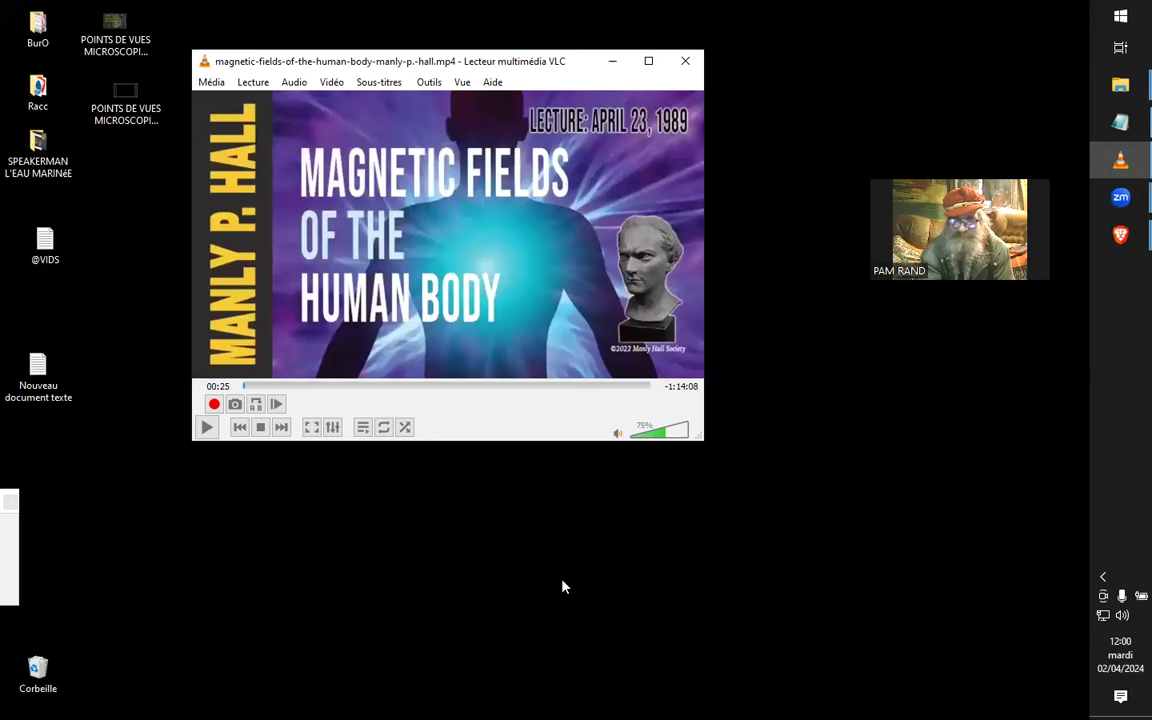 BurO
POINTS DE VUES
MICROSCOPI...
Racc
POINTS DE VUES
MICROSCOPI...
SPEAKERMAN
L'EAU MARINéE
@VIDS
Nouveau
document texte
Corbeille
magnetic-fields-of-the-human-body-manly-p.-hall.mp4 - Lecteur multimédia VLC
Média Lecture Audio Vidéo Sous-titres Outils Vue Aide
MANLY P. HALL
LECTURE: APRIL 23, 1989
MAGNETIC FIELDS
OF THE
HUMAN BODY
©2022 Manly Hall Society
00:25
-1:14:08
75%
PAM RAND
zm
12:00
mardi
02/04/2024